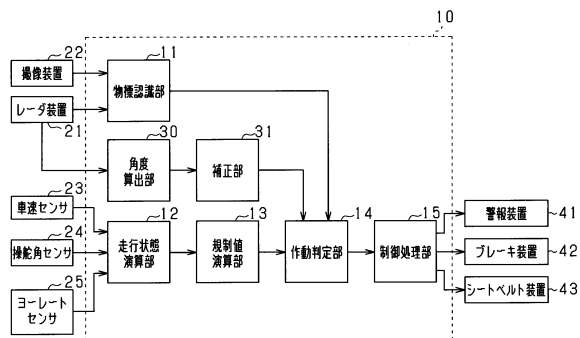 10
22
撮像装置
レーダ装置
21
11
物標認識部
30
角度
算出部
31
補正部
23
車速センサ
24
操舵角センサ
25
ヨーレート
センサ
12
走行状態
演算部
13
規制値
演算部
14
作動判定部
15
制御処理部
警報装置
41
ブレーキ装置
42
シートベルト装置
43